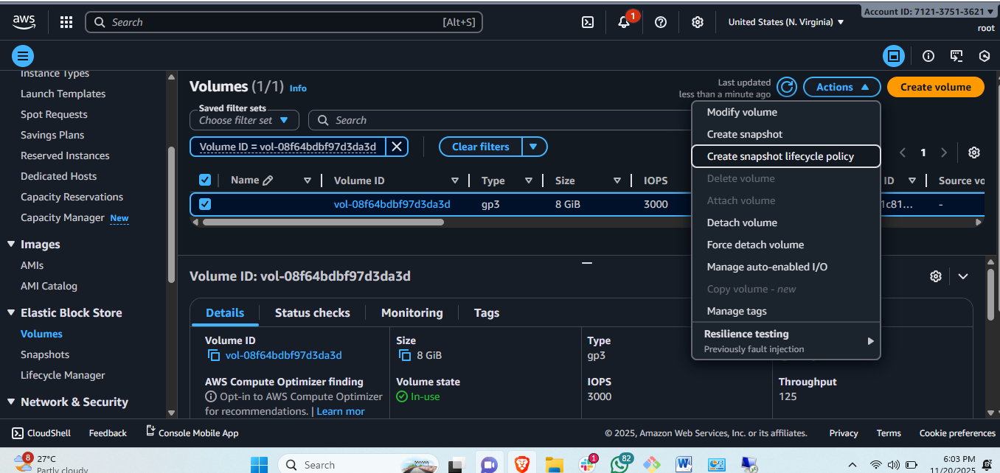 aws
Search [Alt+S]
1
United States (N. Virginia)
Account ID: 7121-3751-3621
root
Instance Types
Launch Templates
Spot Requests
Savings Plans
Reserved Instances
Dedicated Hosts
Capacity Reservations
Capacity Manager New
Images
AMIs
AMI Catalog
Elastic Block Store
Volumes
Snapshots
Lifecycle Manager
Network & Security
Volumes (1/1) Info
Last updated
less than a minute ago
Actions
Create volume
Saved filter sets
Choose filter set
Search
Volume ID = vol-08f64bdbf97d3da3d
Clear filters
1
Name Volume ID Type Size IOPS ID Source vo
vol-08f64bdbf97d3da3d gp3 8 GiB 3000 1c81... -
Modify volume
Create snapshot
Create snapshot lifecycle policy
Delete volume
Attach volume
Detach volume
Force detach volume
Manage auto-enabled I/O
Copy volume - new
Manage tags
Resilience testing
Previously fault injection
Volume ID: vol-08f64bdbf97d3da3d
Details Status checks Monitoring Tags
Volume ID
vol-08f64bdbf97d3da3d
Size
8 GiB
Type
gp3
AWS Compute Optimizer finding
Opt-in to AWS Compute Optimizer
for recommendations. | Learn mor
Volume state
In-use
IOPS
3000
Throughput
125
CloudShell Feedback Console Mobile App
© 2025, Amazon Web Services, Inc. or its affiliates. Privacy Terms Cookie preferences
8
27°C
Partly cloudy
Search
1
82
6:03 PM
11/20/2025